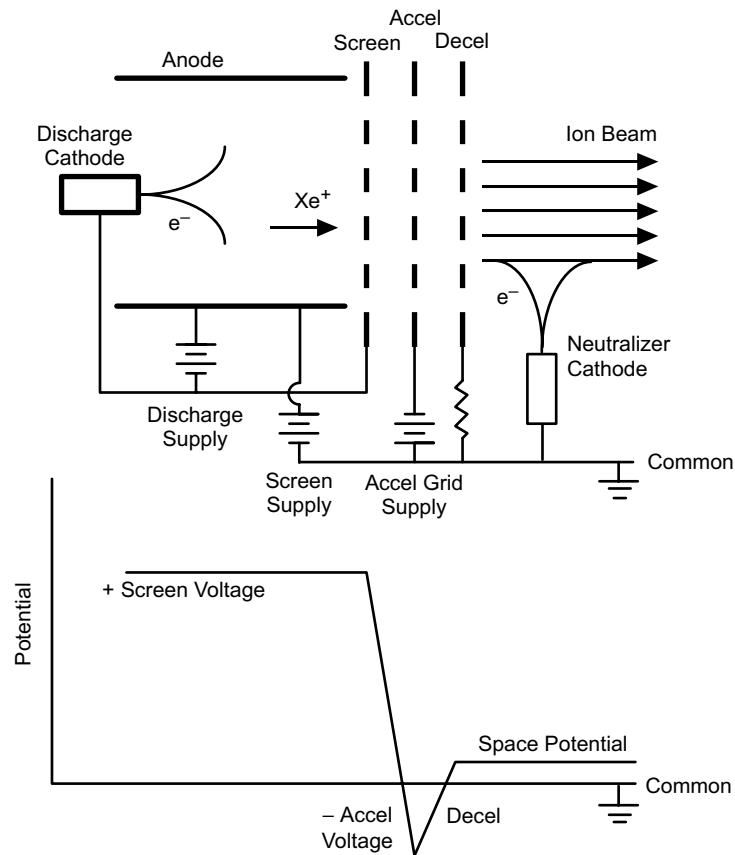 Accel
Screen
Decel
Anode
Discharge
Cathode
Ion Beam
Xe+
e–
e–
Neutralizer
Cathode
Discharge
Supply
Common
Screen
Supply
Accel Grid
Supply
+ Screen Voltage
Potential
Space Potential
Common
– Accel
Voltage
Decel